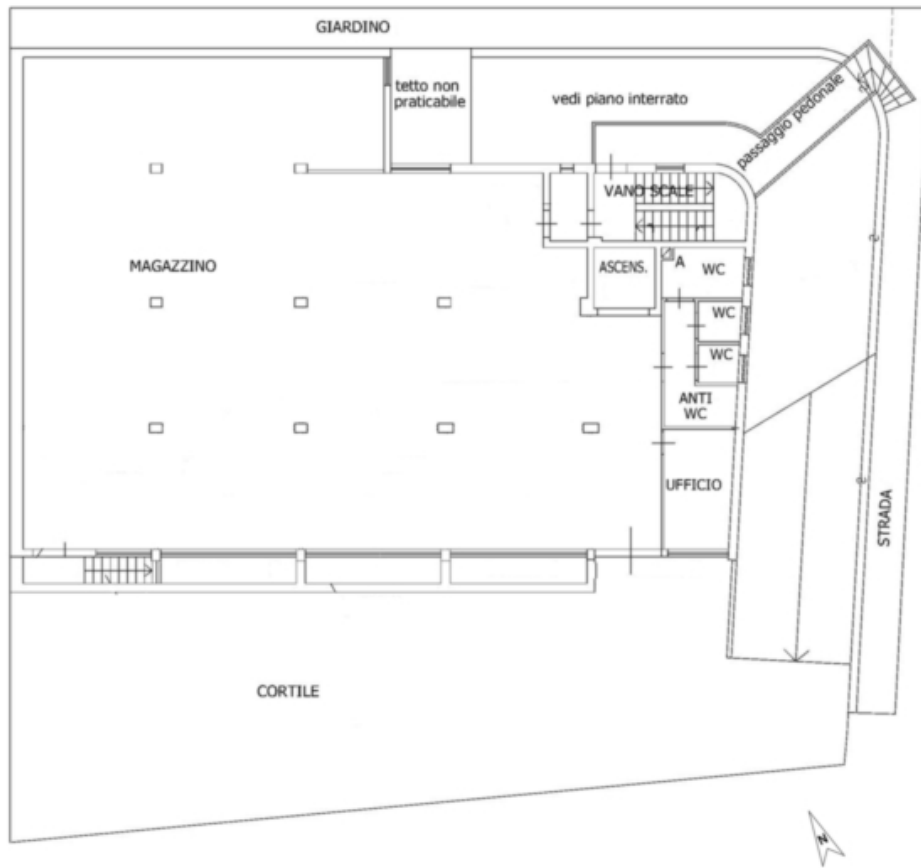 GIARDINO
tetto non
praticabile
vedi piano interrato
passaggio pedonale
VANO SCALE
MAGAZZINO
ASCENS.
A
WC
WC
WC
ANTI
WC
UFFICIO
STRADA
CORTILE
N